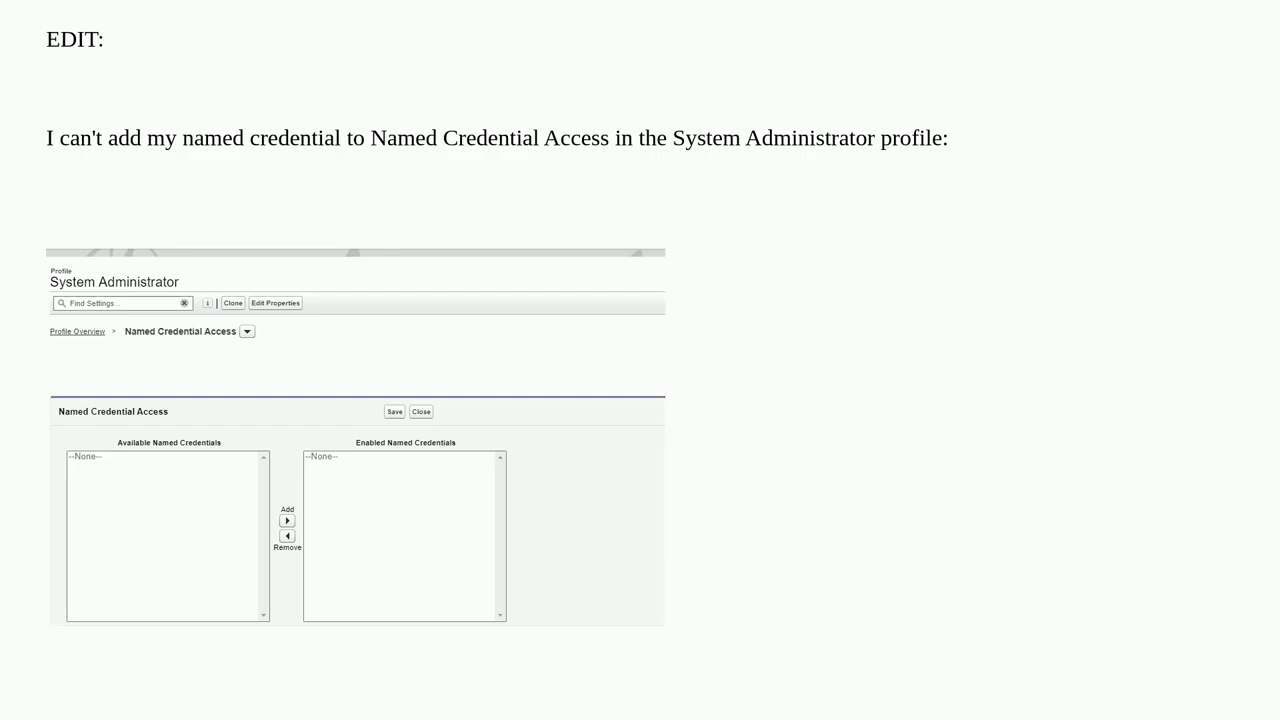 EDIT:
I can't add my named credential to Named Credential Access in the System Administrator profile:
Profile
System Administrator
Find Settings...
i | Clone Edit Properties
Profile Overview > Named Credential Access
Named Credential Access
Save Close
Available Named Credentials
Enabled Named Credentials
--None--
--None--
Add
Remove